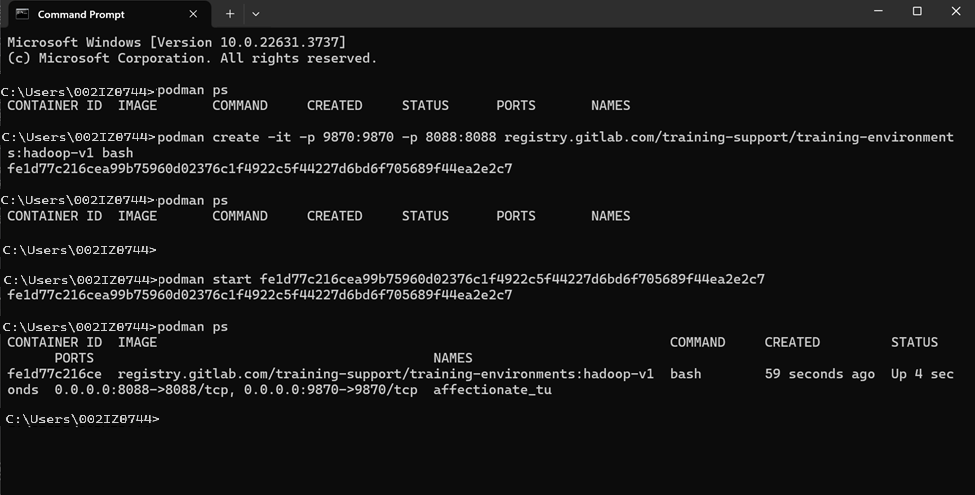 Command Prompt
Microsoft Windows [Version 10.0.22631.3737]
(c) Microsoft Corporation. All rights reserved.
C:\Users\002IZ0744>podman ps
CONTAINER ID  IMAGE       COMMAND     CREATED     STATUS      PORTS       NAMES
C:\Users\002IZ0744>podman create -it -p 9870:9870 -p 8088:8088 registry.gitlab.com/training-support/training-environment
s:hadoop-v1 bash
fe1d77c216cea99b75960d02376c1f4922c5f44227d6bd6f705689f44ea2e2c7
C:\Users\002IZ0744>podman ps
CONTAINER ID  IMAGE       COMMAND     CREATED     STATUS      PORTS       NAMES
C:\Users\002IZ0744>
C:\Users\002IZ0744>podman start fe1d77c216cea99b75960d02376c1f4922c5f44227d6bd6f705689f44ea2e2c7
fe1d77c216cea99b75960d02376c1f4922c5f44227d6bd6f705689f44ea2e2c7
C:\Users\002IZ0744>podman ps
CONTAINER ID  IMAGE                                                                 COMMAND     CREATED         STATUS
      PORTS                                           NAMES
fe1d77c216ce  registry.gitlab.com/training-support/training-environments:hadoop-v1  bash        59 seconds ago  Up 4 sec
onds  0.0.0.0:8088->8088/tcp, 0.0.0.0:9870->9870/tcp  affectionate_tu
C:\Users\002IZ0744>